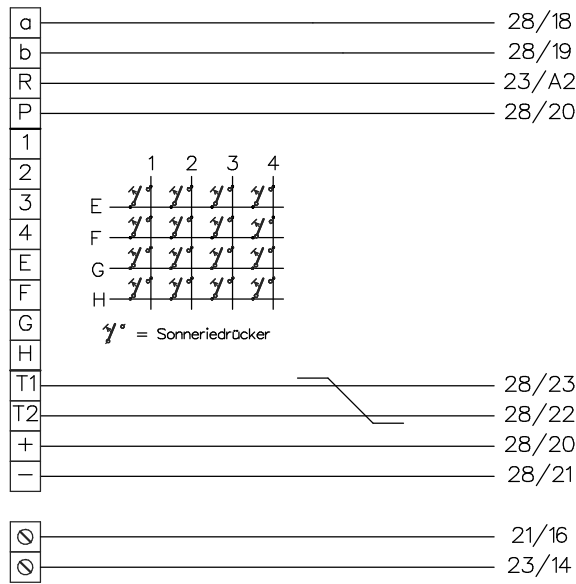 a 28/18
b 28/19
R 23/A2
P 28/20
1
2
3
4
E
F
G
H
1 2 3 4
E
F
G
H
= Sonneriedrücker
T1 28/23
T2 28/22
+ 28/20
− 28/21
21/16
23/14